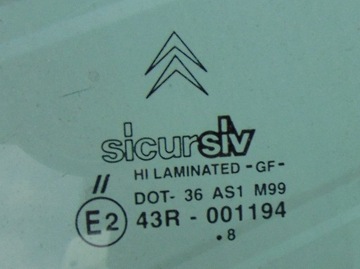 sicursiv
HI LAMINATED -GF-
//
DOT- 36 AS1 M99
E2 43R - 001194
.8